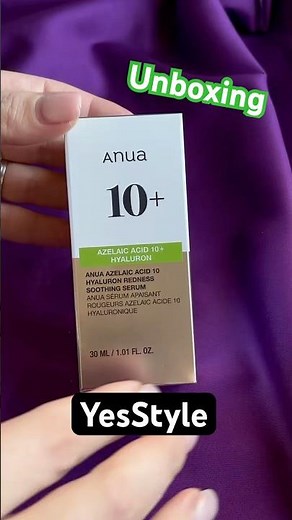 Unboxing
Anua
10+
AZELAIC ACID 10+
HYALURON
ANUA AZELAIC ACID 10
HYALURON REDNESS
SOOTHING SERUM
ANUA SÉRUM APAISANT
ROUGEURS AZELAIC ACIDE 10
HYALURONIQUE
30 ML / 1.01 FL. OZ.
YesStyle